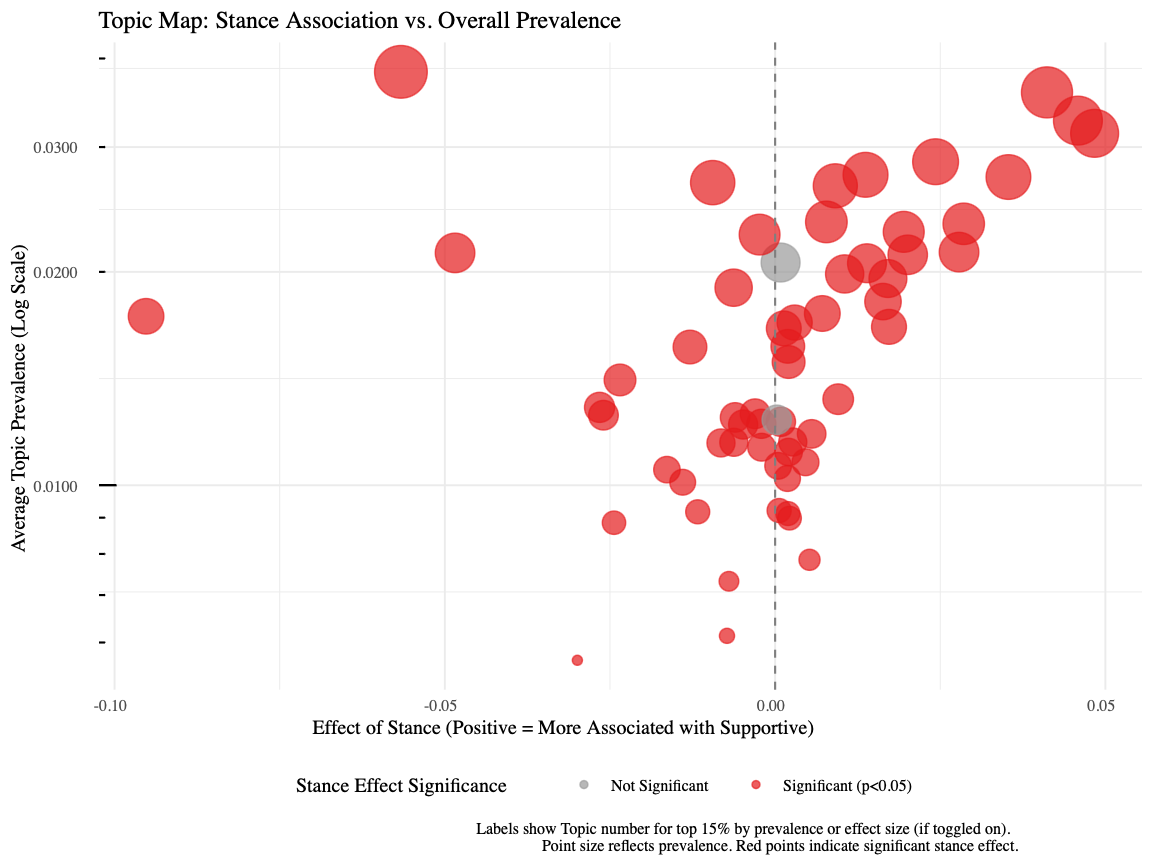 Topic Map: Stance Association vs. Overall Prevalence
Average Topic Prevalence (Log Scale)
0.0300
0.0200
0.0100
-0.10
-0.05
0.00
0.05
Effect of Stance (Positive = More Associated with Supportive)
Stance Effect Significance
Not Significant
Significant (p<0.05)
Labels show Topic number for top 15% by prevalence or effect size (if toggled on).
Point size reflects prevalence. Red points indicate significant stance effect.